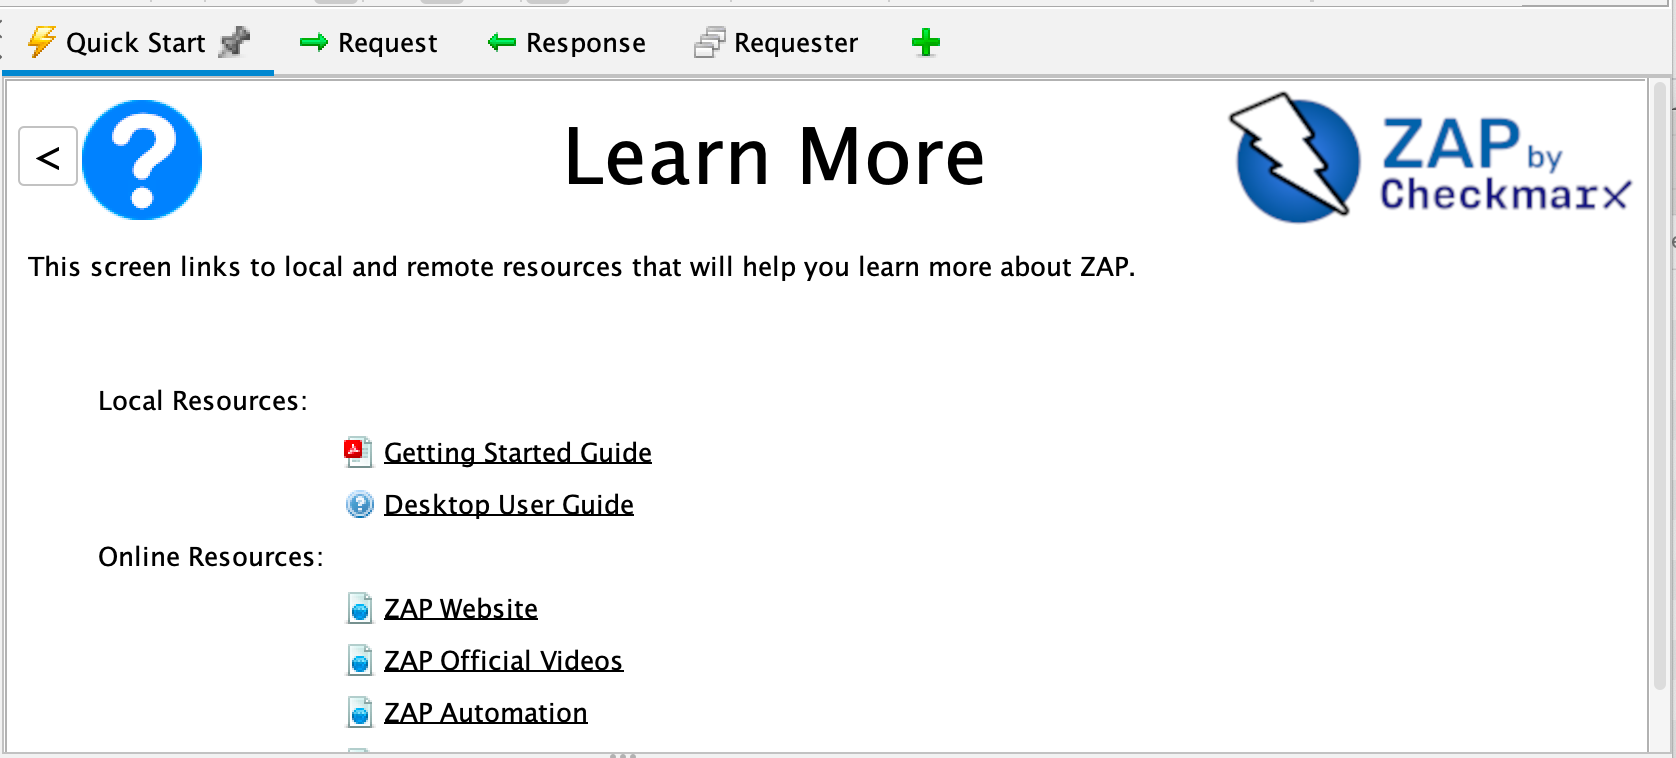 Quick Start Request Response Requester
<
Learn More
ZAP by
Checkmarx
This screen links to local and remote resources that will help you learn more about ZAP.
Local Resources:
Getting Started Guide
Desktop User Guide
Online Resources:
ZAP Website
ZAP Official Videos
ZAP Automation